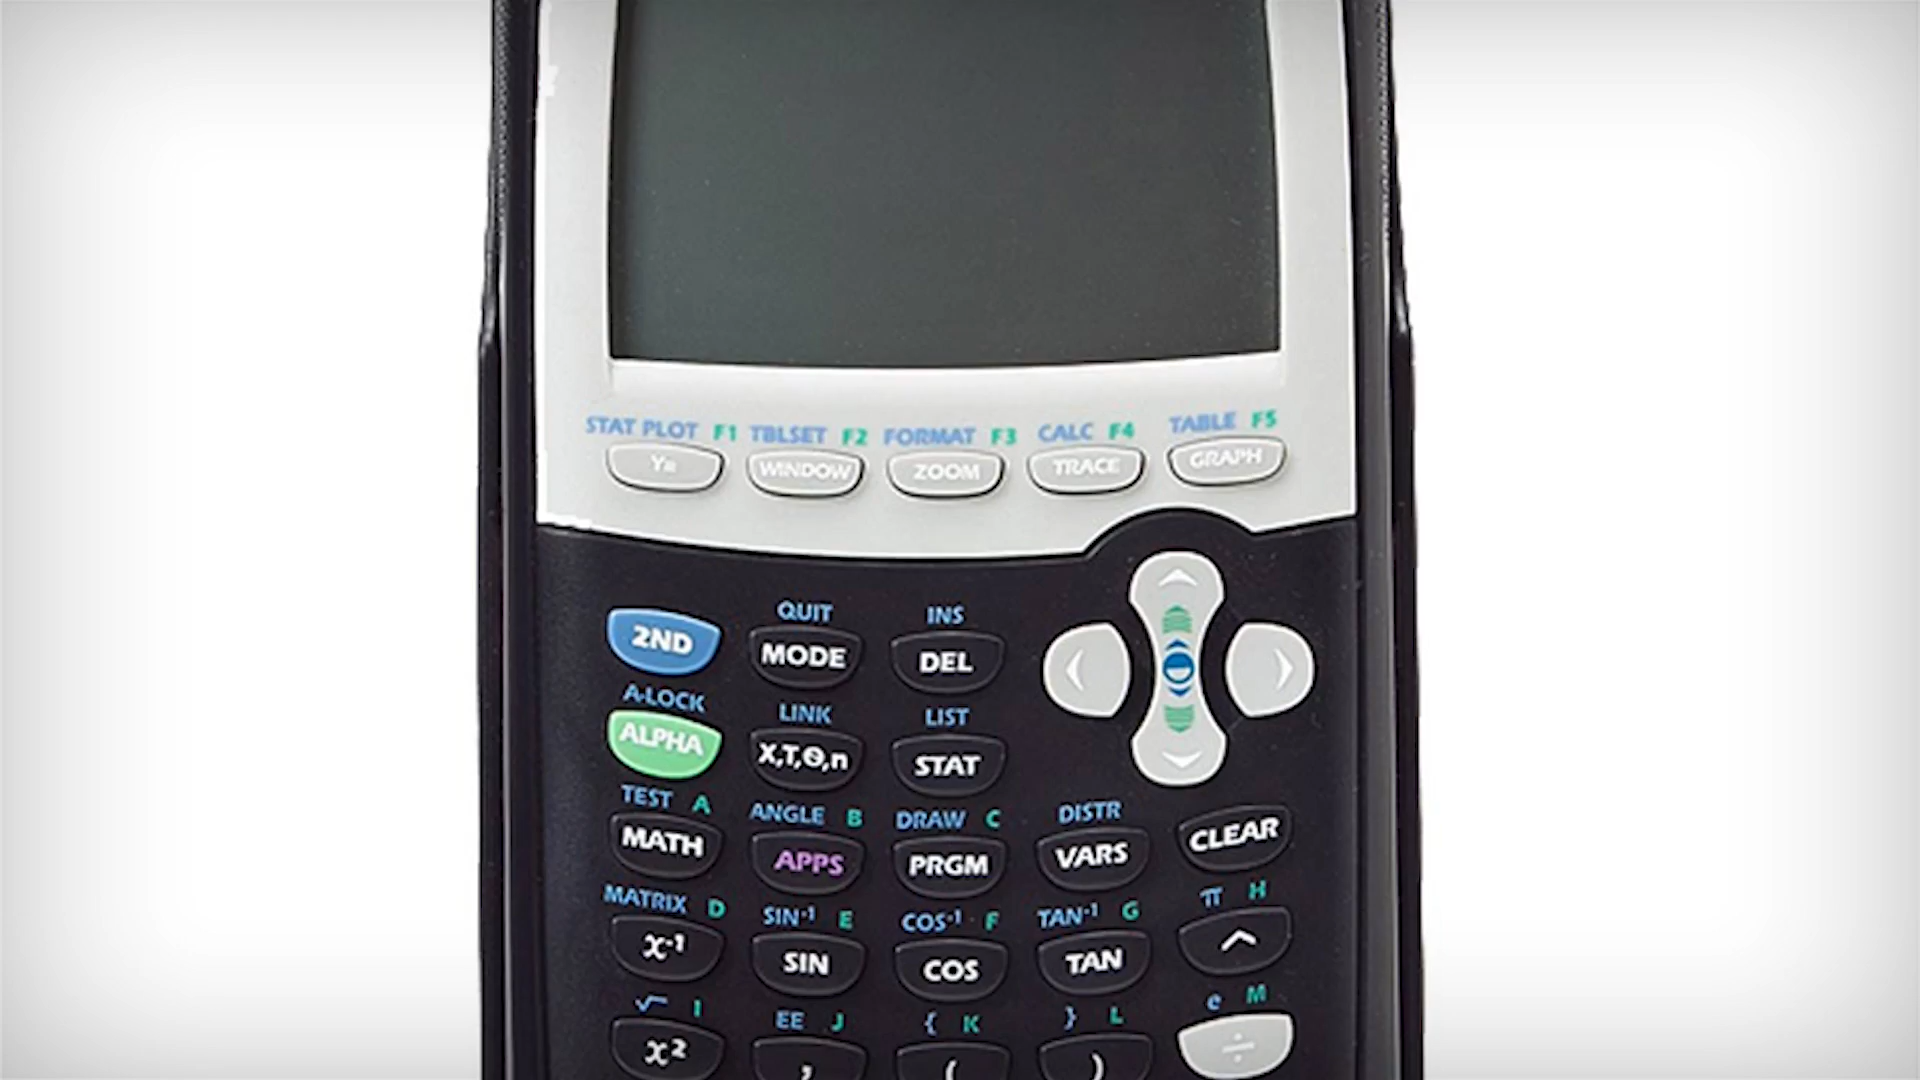 STAT PLOT F1 TBLSET F2 FORMAT F3 CALC F4 TABLE F5
Y= WINDOW ZOOM TRACE GRAPH
QUIT INS
2ND MODE DEL
A-LOCK LINK LIST
ALPHA X,T,Θ,n STAT
TEST A ANGLE B DRAW C DISTR
MATH APPS PRGM VARS CLEAR
MATRIX D SIN⁻¹ E COS⁻¹ F TAN⁻¹ G π H
x⁻¹ SIN COS TAN ^
√ I EE J { K } L e M
x² , ( ) ÷